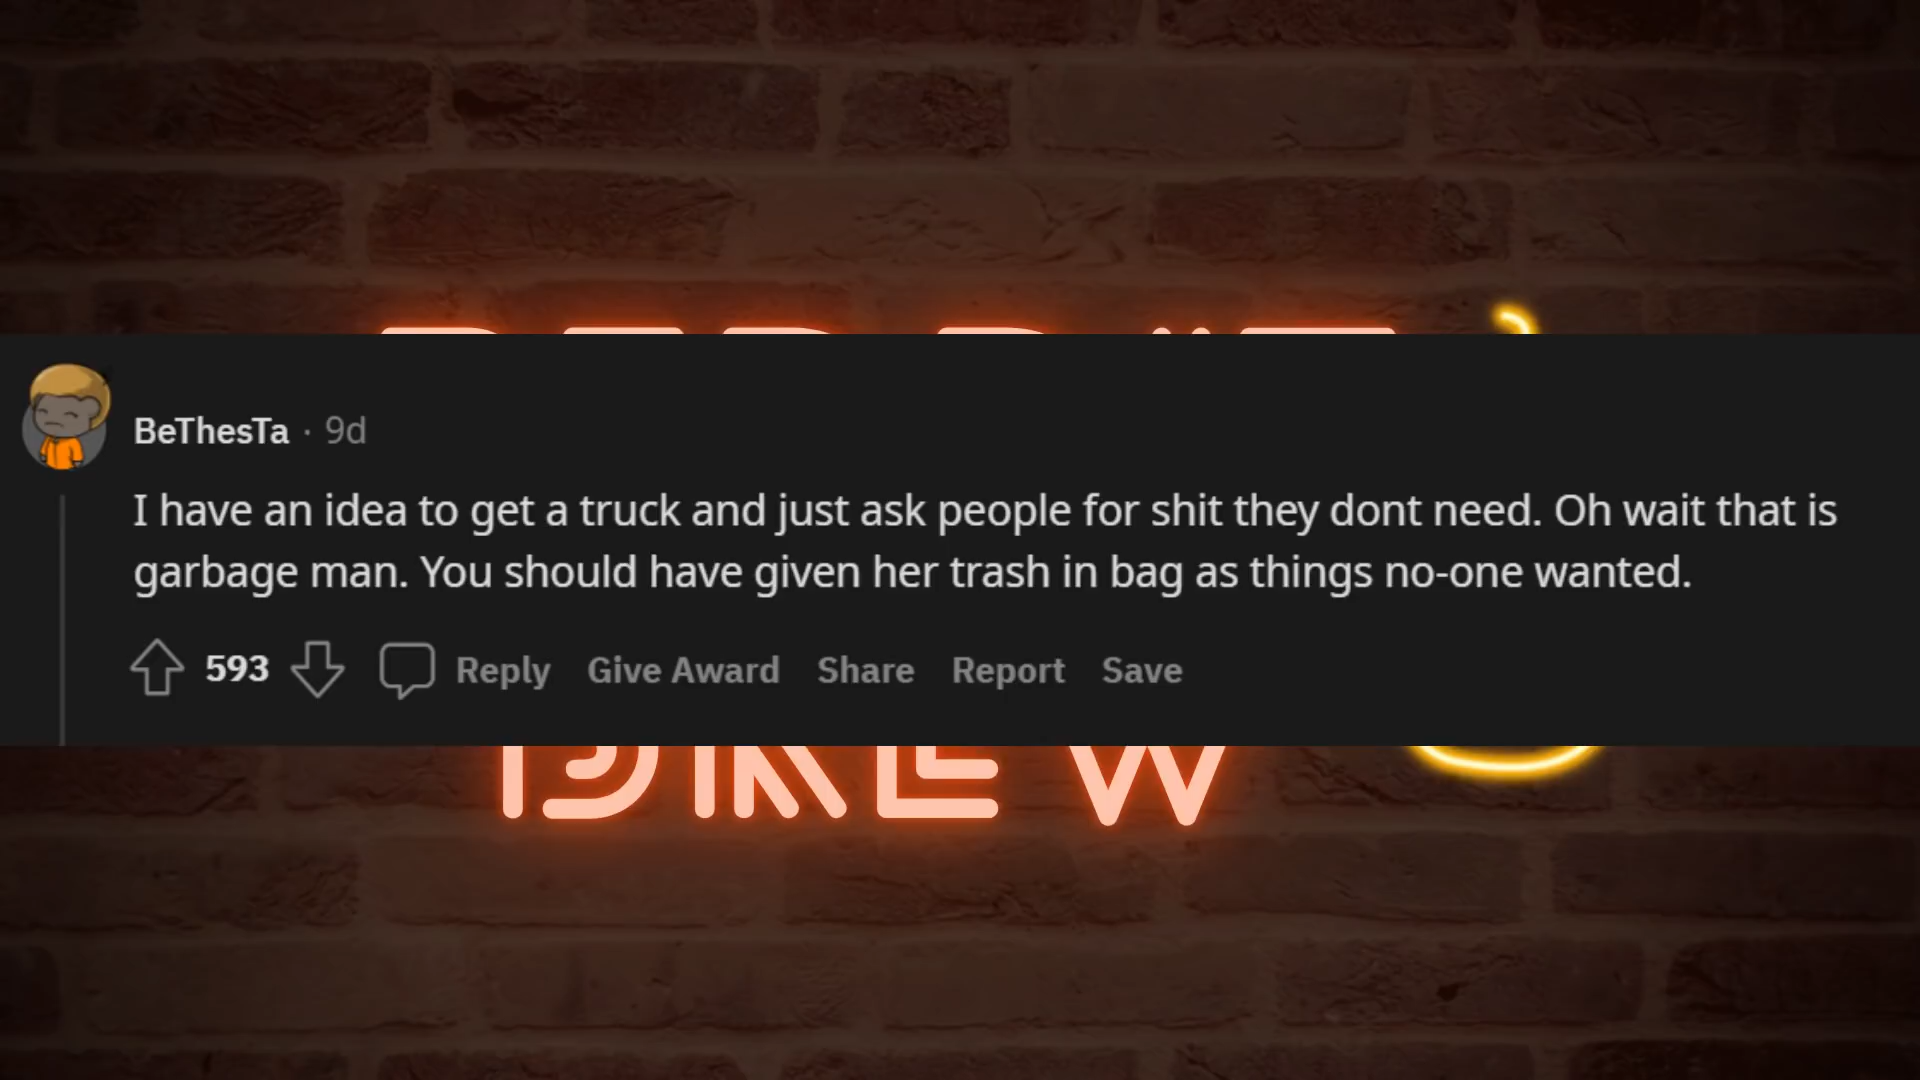 BeThesTa · 9d
I have an idea to get a truck and just ask people for shit they dont need. Oh wait that is
garbage man. You should have given her trash in bag as things no-one wanted.
593 Reply Give Award Share Report Save
DREW